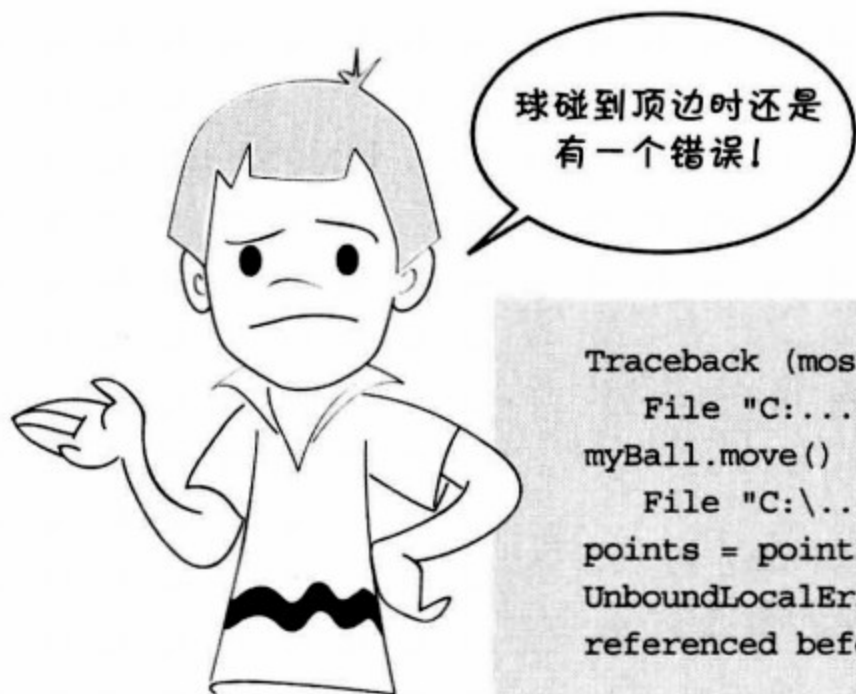 球碰到顶边时还是
有一个错误！
Traceback (mos
File "C:...
myBall.move()
File "C:\..
points = point
UnboundLocalEr
referenced befo